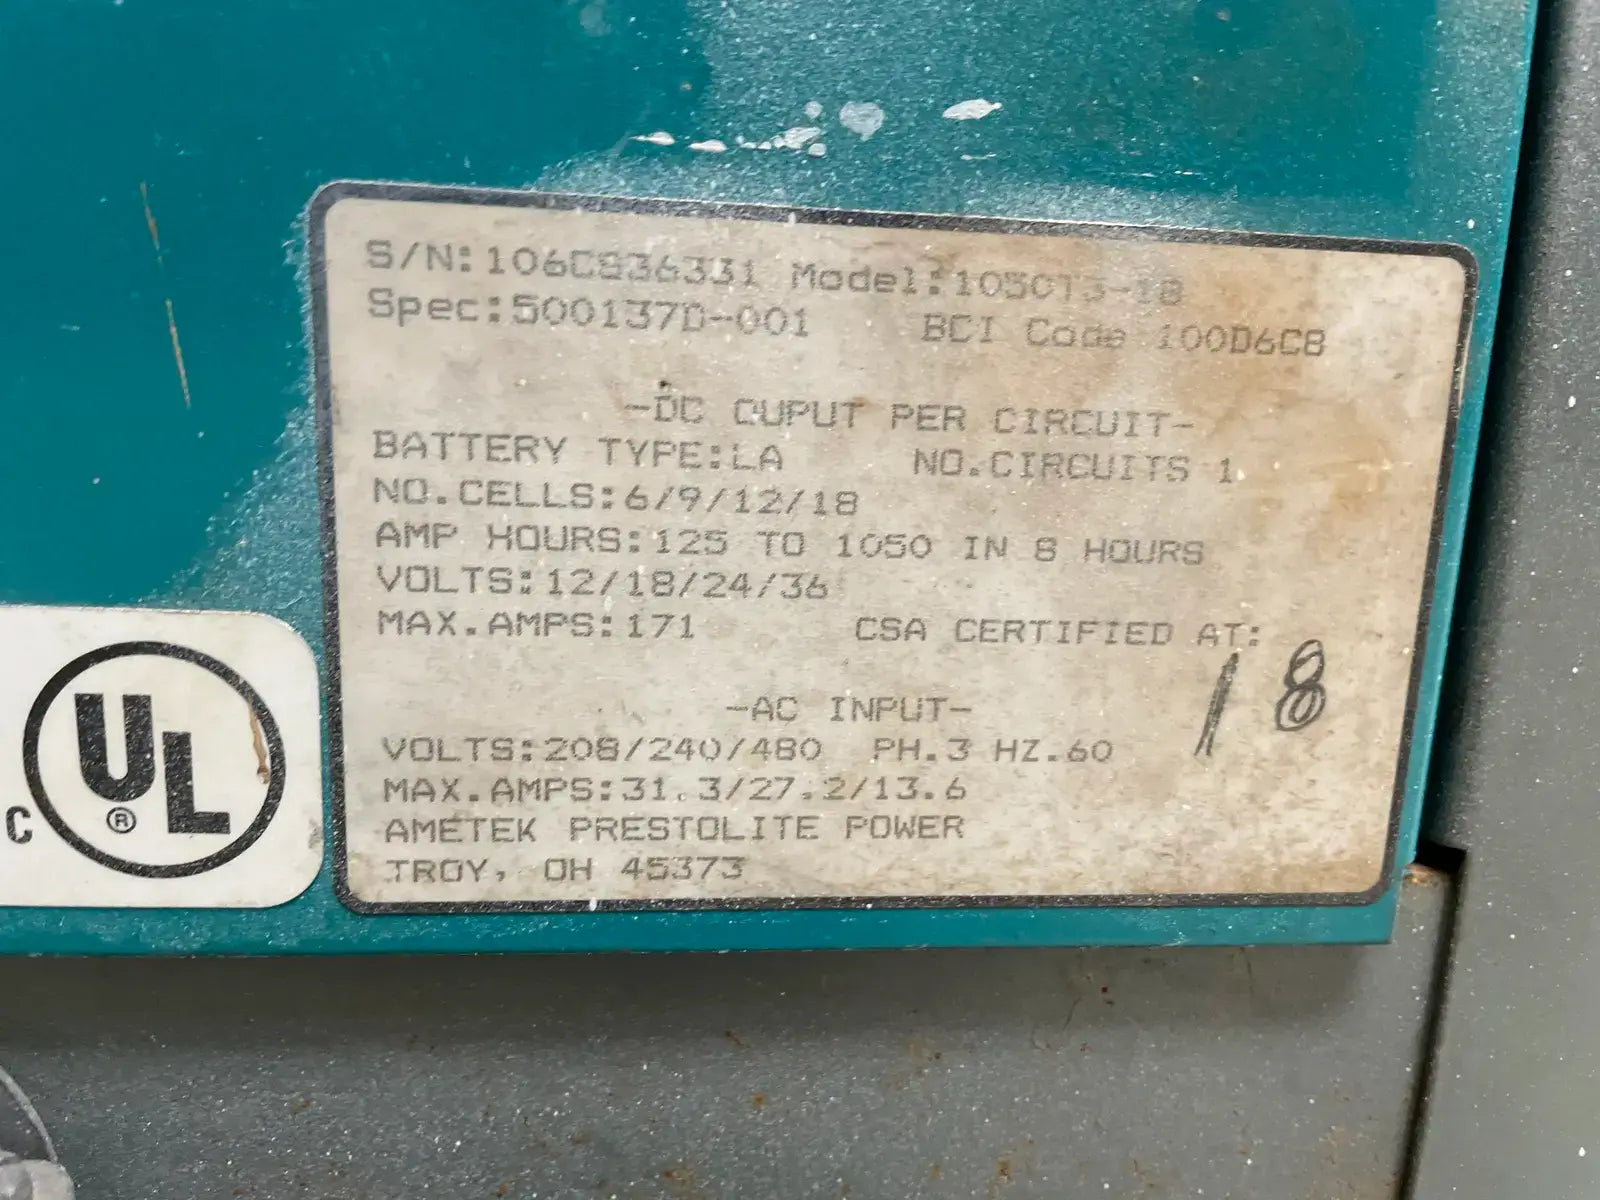 S/N:106C836331 Model:1050T3-18
Spec:500137D-001 BCI Code 100D6C8
-DC OUPUT PER CIRCUIT-
BATTERY TYPE:LA NO.CIRCUITS 1
NO.CELLS:6/9/12/18
AMP HOURS:125 TO 1050 IN 8 HOURS
VOLTS:12/18/24/36
MAX.AMPS:171 CSA CERTIFIED AT:
18
-AC INPUT-
VOLTS:208/240/480 PH.3 HZ.60
MAX.AMPS:31.3/27.2/13.6
AMETEK PRESTOLITE POWER
TROY, OH 45373
C UL ®